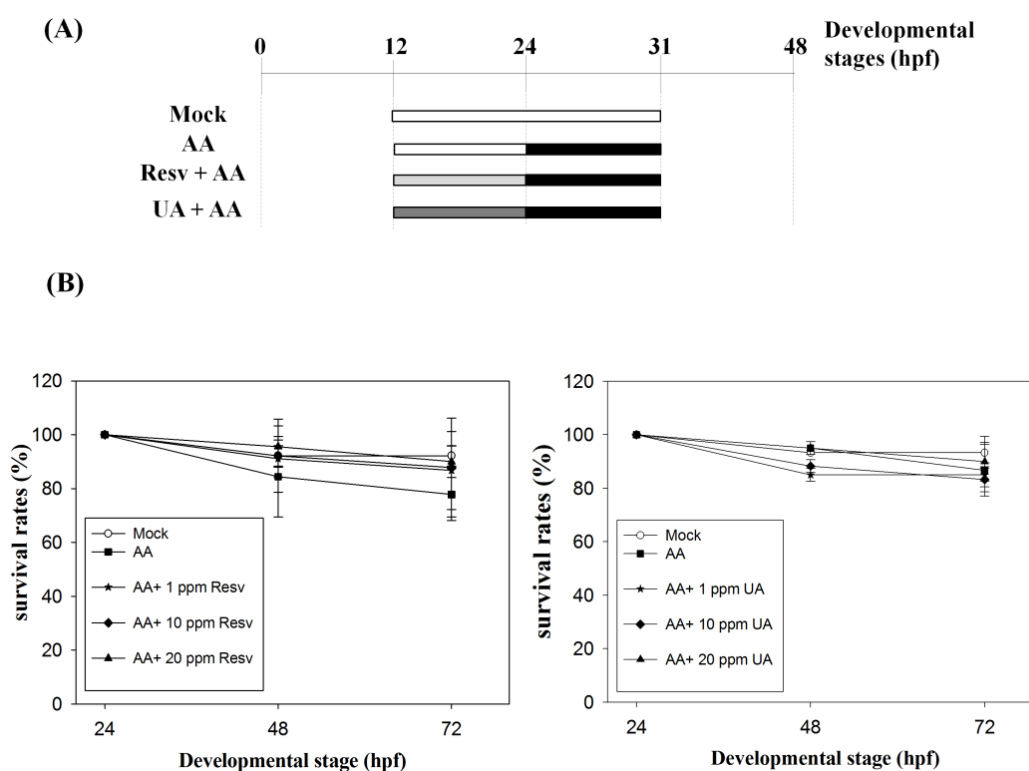 (A)
Developmental
stages (hpf)
0 12 24 31 48
Mock
AA
Resv + AA
UA + AA
(B)
120
100
80
60
40
20
0
survival rates (%)
Mock
AA
AA+ 1 ppm Resv
AA+ 10 ppm Resv
AA+ 20 ppm Resv
24 48 72
Developmental stage (hpf)
120
100
80
60
40
20
0
survival rates (%)
Mock
AA
AA+ 1 ppm UA
AA+ 10 ppm UA
AA+ 20 ppm UA
24 48 72
Developmental stage (hpf)